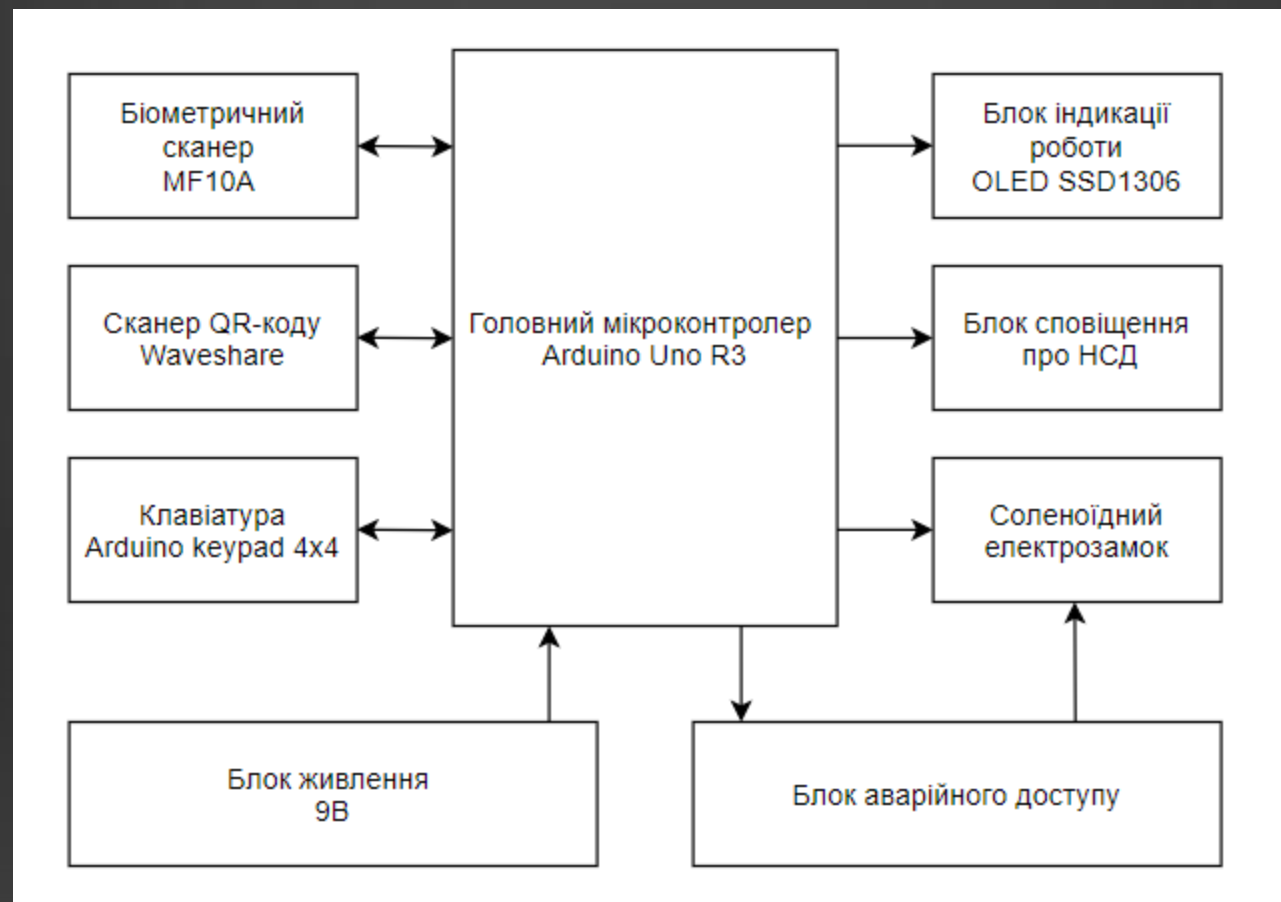 Біометричний
сканер
MF10A
Блок індикації
роботи
OLED SSD1306
Сканер QR-коду
Waveshare
Головний мікроконтролер
Arduino Uno R3
Блок сповіщення
про НСД
Клавіатура
Arduino keypad 4x4
Соленоїдний
електрозамок
Блок живлення
9В
Блок аварійного доступу